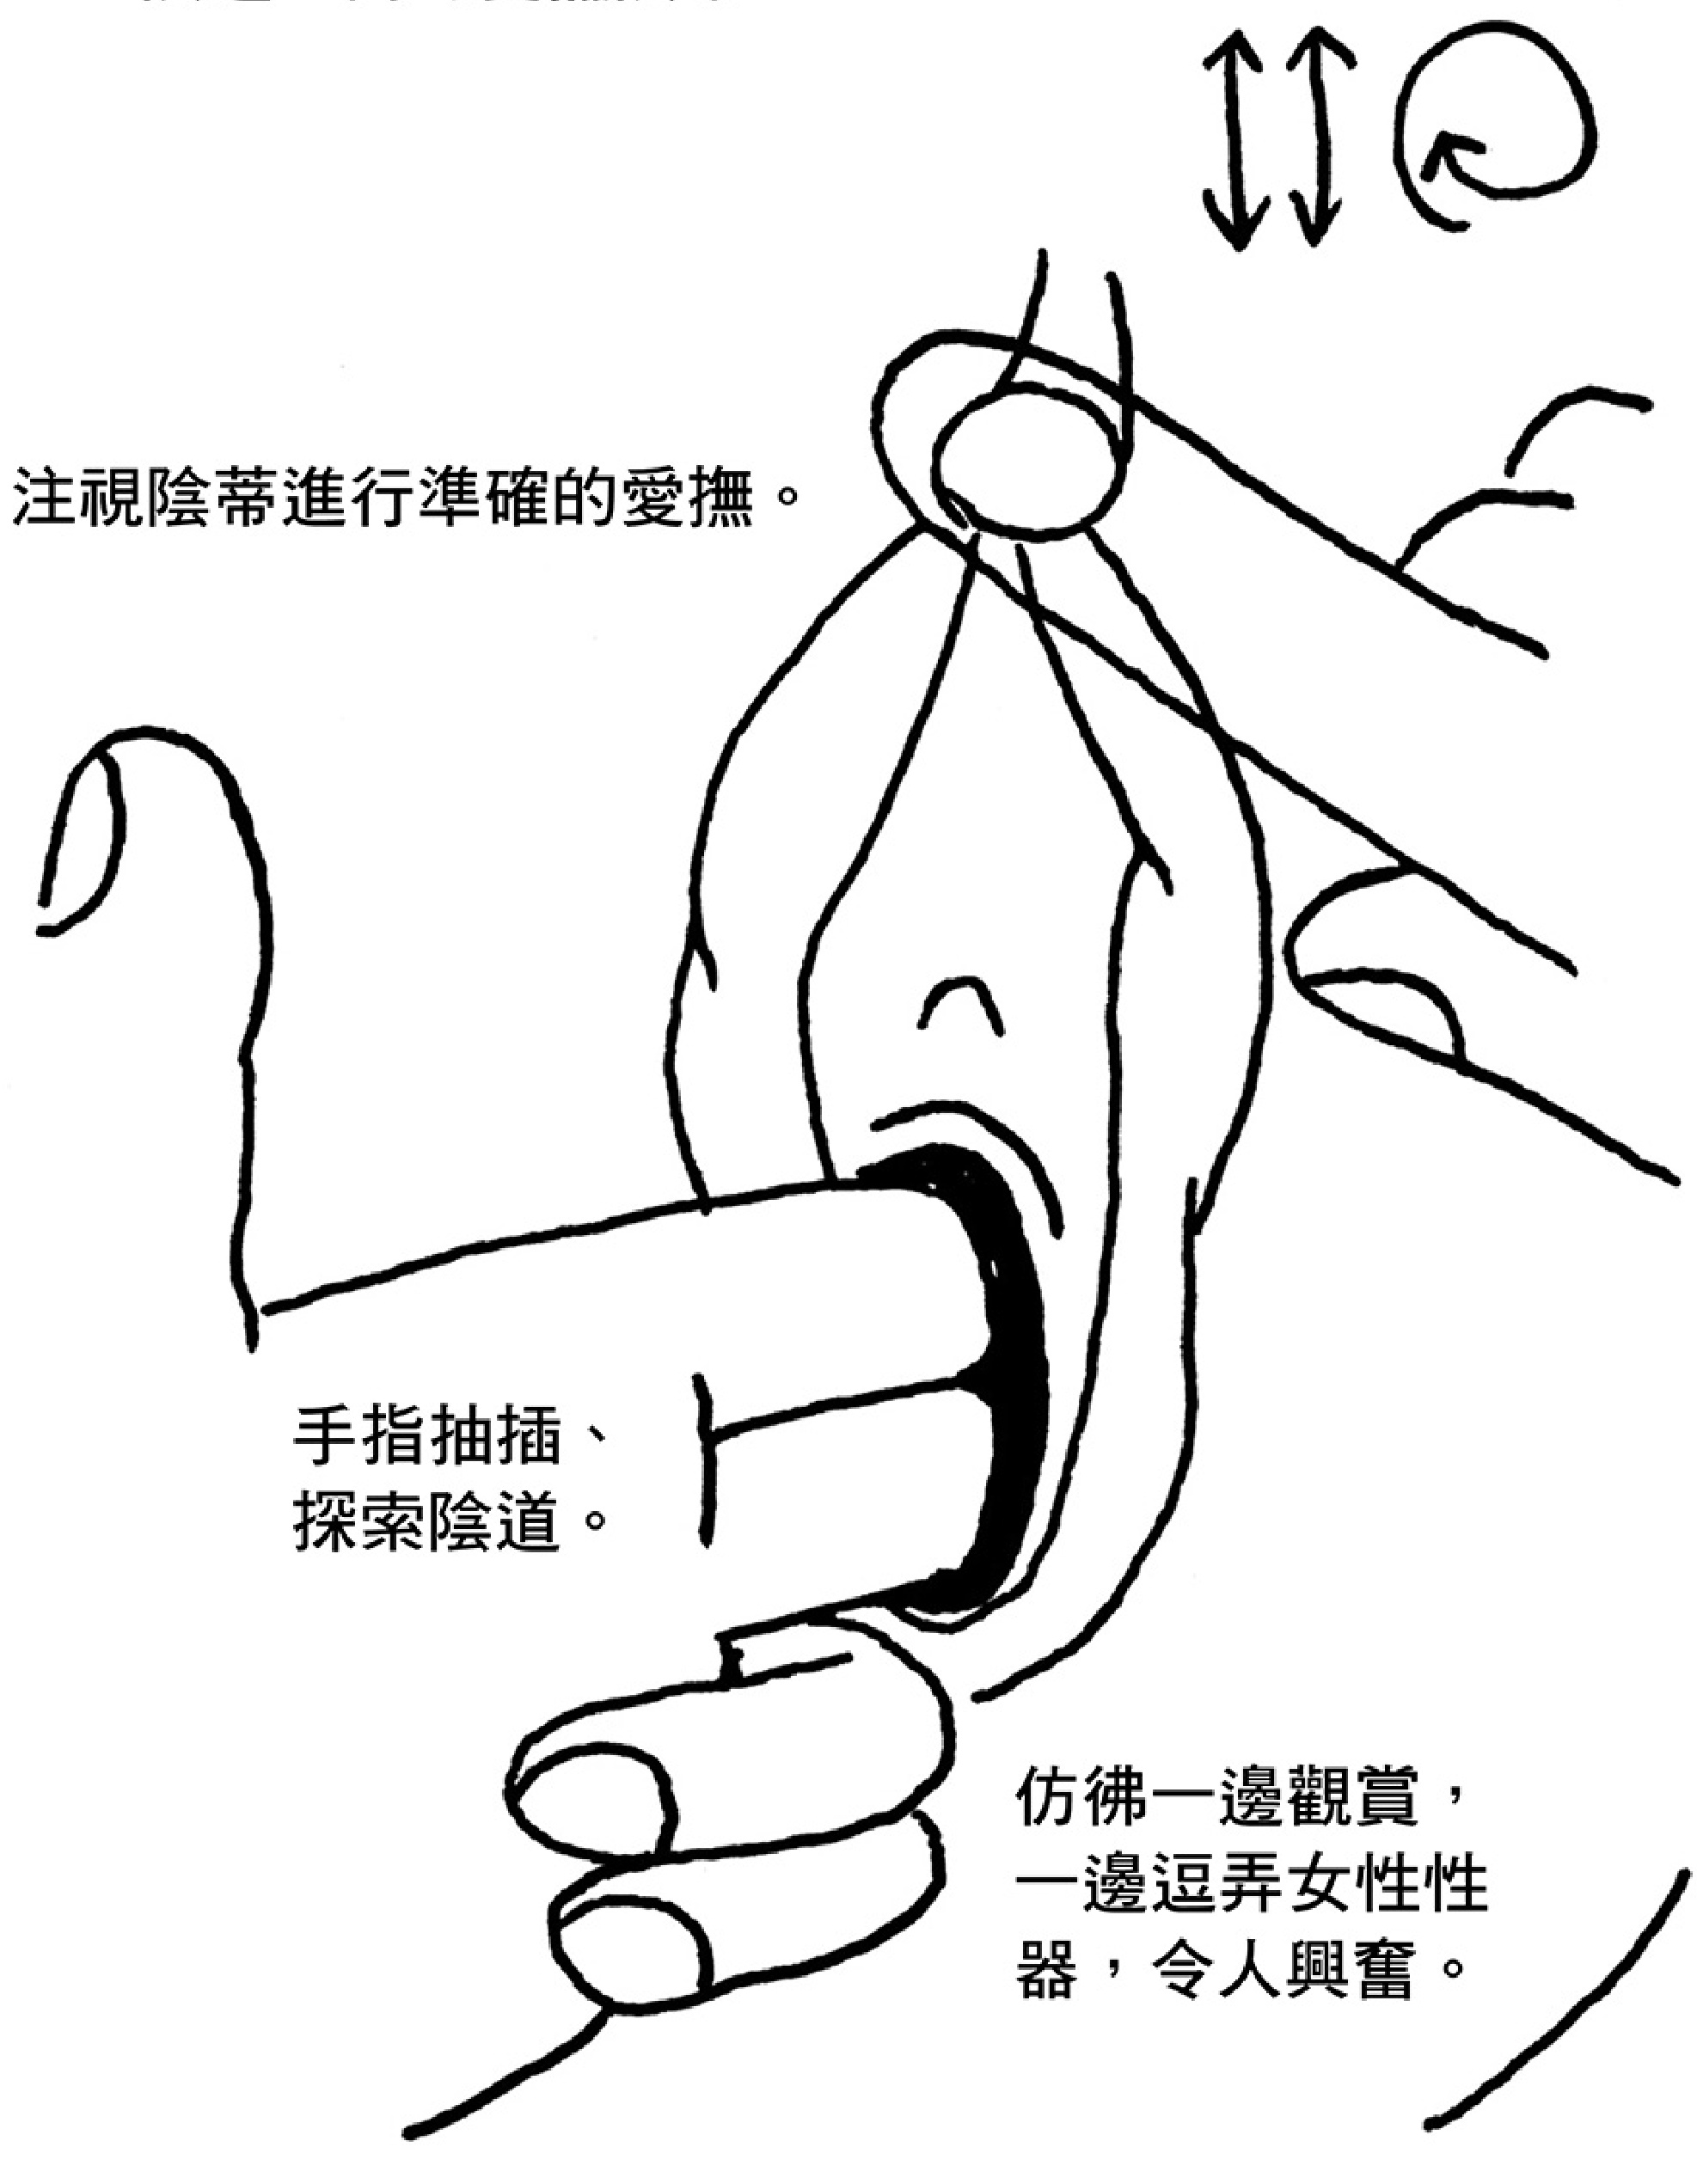 注視陰蒂進行準確的愛撫。
手指抽插、
探索陰道。
仿彿一邊觀賞，
一邊逗弄女性性
器，令人興奮。